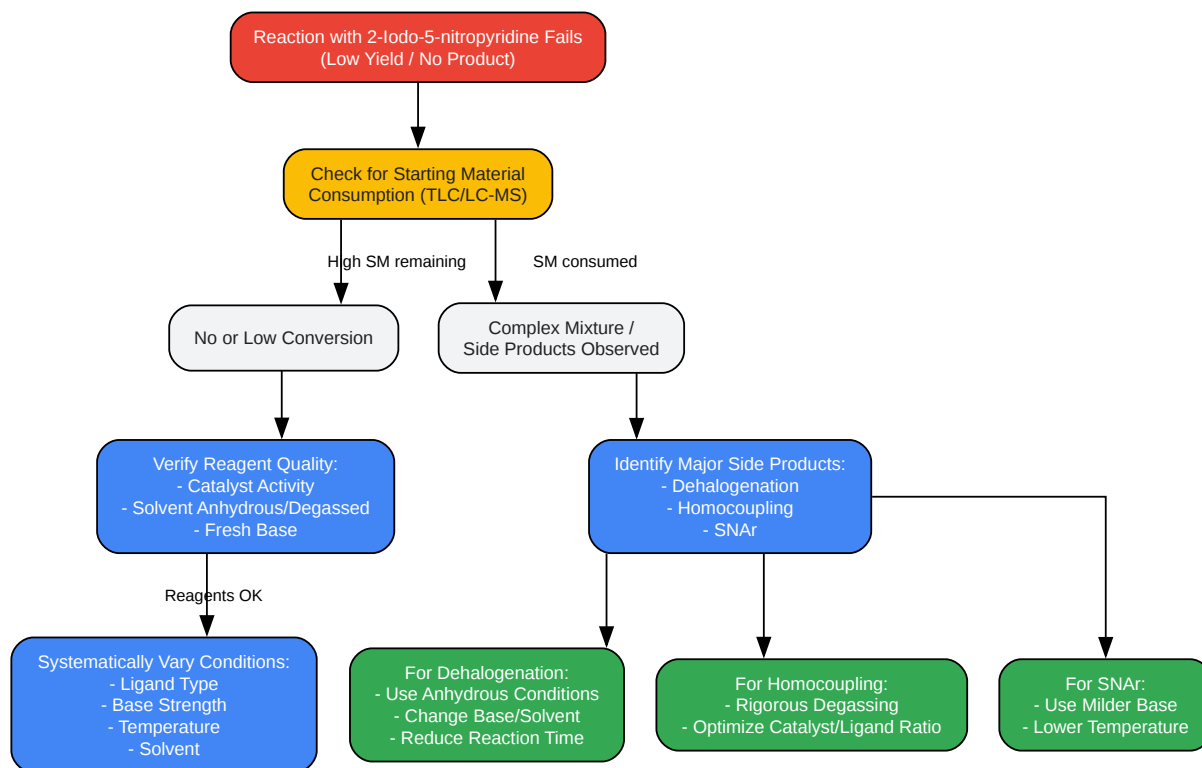 Reaction with 2-Iodo-5-nitropyridine Fails
(Low Yield / No Product)
Check for Starting Material
Consumption (TLC/LC-MS)
High SM remaining
SM consumed
No or Low Conversion
Complex Mixture /
Side Products Observed
Verify Reagent Quality:
- Catalyst Activity
- Solvent Anhydrous/Degassed
- Fresh Base
Identify Major Side Products:
- Dehalogenation
- Homocoupling
- SNAr
Reagents OK
Systematically Vary Conditions:
- Ligand Type
- Base Strength
- Temperature
- Solvent
For Dehalogenation:
- Use Anhydrous Conditions
- Change Base/Solvent
- Reduce Reaction Time
For Homocoupling:
- Rigorous Degassing
- Optimize Catalyst/Ligand Ratio
For SNAr:
- Use Milder Base
- Lower Temperature